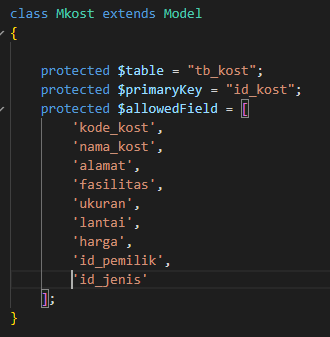 class Mkost extends Model
{
protected $table = "tb_kost";
protected $primaryKey = "id_kost";
protected $allowedField = [
'kode_kost',
'nama_kost',
'alamat',
'fasilitas',
'ukuran',
'lantai',
'harga',
'id_pemilik',
'id_jenis'
];
}